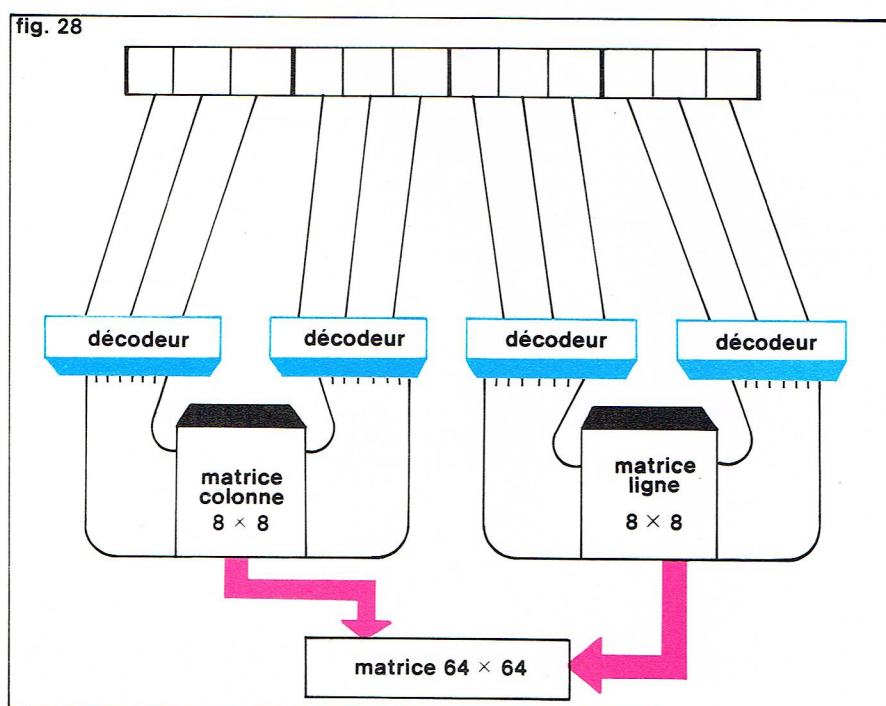 fig. 28
décodeur
décodeur
décodeur
décodeur
matrice
colonne
8 × 8
matrice
ligne
8 × 8
matrice 64 × 64